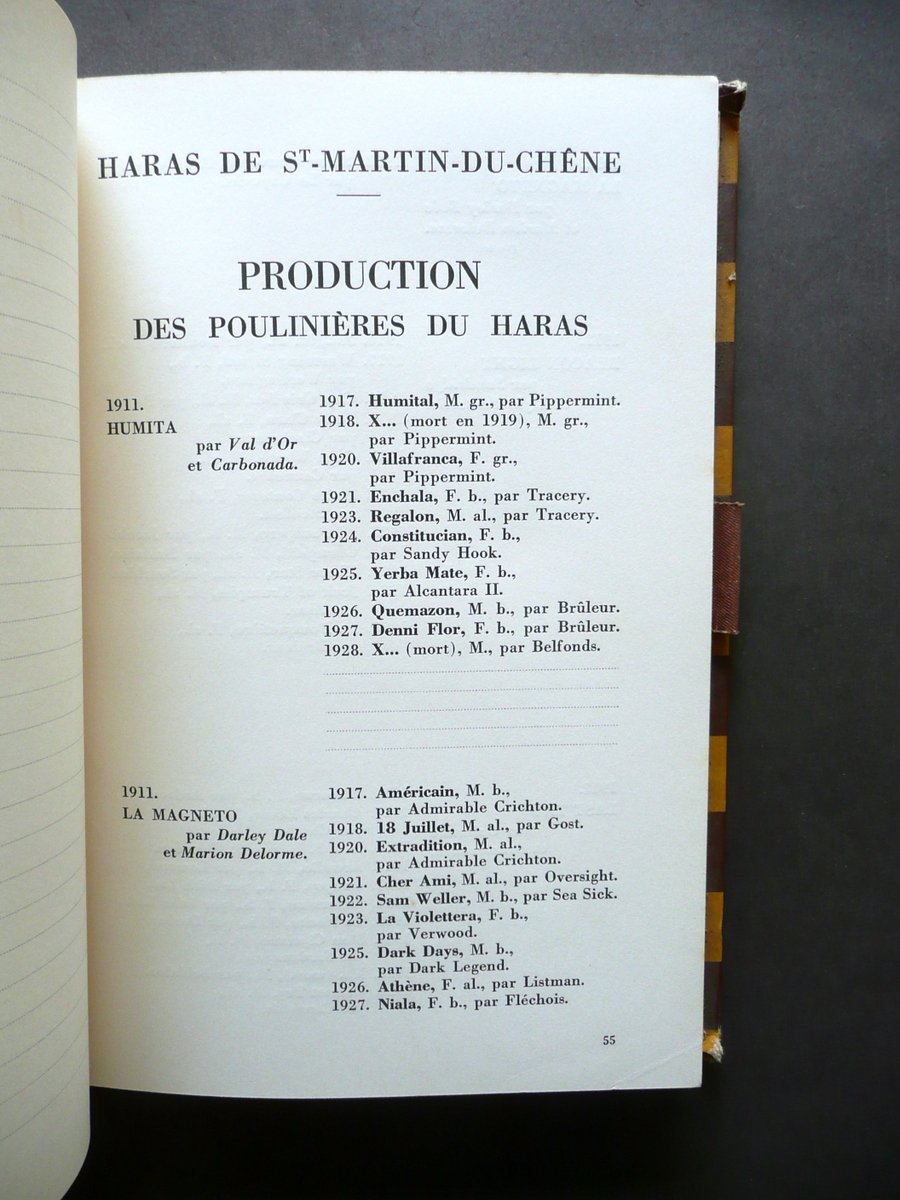 HARAS DE Sᵀ-MARTIN-DU-CHÊNE
PRODUCTION
DES POULINIÈRES DU HARAS
1911.
HUMITA
par Val d'Or
et Carbonada.
1917. Humital, M. gr., par Pippermint.
1918. X... (mort en 1919), M. gr.,
par Pippermint.
1920. Villafranca, F. gr.,
par Pippermint.
1921. Enchala, F. b., par Tracery.
1923. Regalon, M. al., par Tracery.
1924. Constitucian, F. b.,
par Sandy Hook.
1925. Yerba Mate, F. b.,
par Alcantara II.
1926. Quemazon, M. b., par Brûleur.
1927. Denni Flor, F. b., par Brûleur.
1928. X... (mort), M., par Belfonds.
1911.
LA MAGNETO
par Darley Dale
et Marion Delorme.
1917. Américain, M. b.,
par Admirable Crichton.
1918. 18 Juillet, M. al., par Gost.
1920. Extradition, M. al.,
par Admirable Crichton.
1921. Cher Ami, M. al., par Oversight.
1922. Sam Weller, M. b., par Sea Sick.
1923. La Violettera, F. b.,
par Verwood.
1925. Dark Days, M. b.,
par Dark Legend.
1926. Athène, F. al., par Listman.
1927. Niala, F. b., par Fléchois.
55